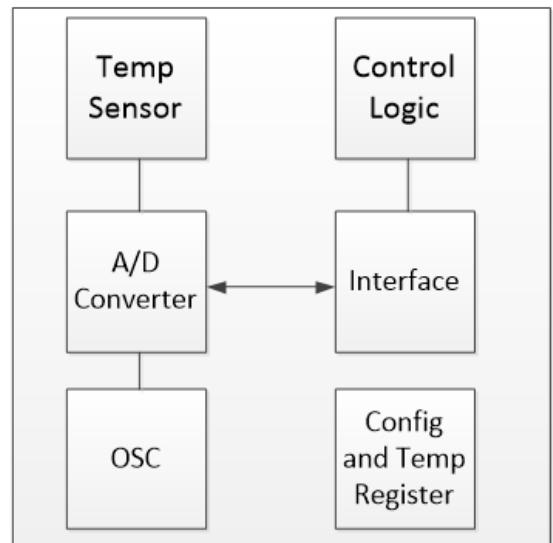 Temp
Sensor
Control
Logic
A/D
Converter
Interface
OSC
Config
and Temp
Register